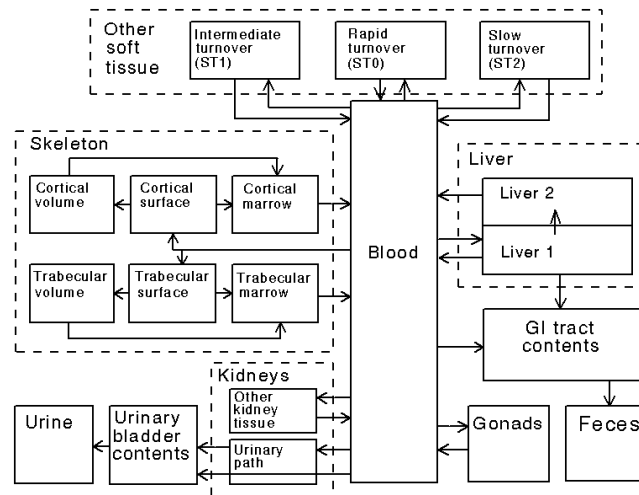 Other
soft
tissue
Intermediate
turnover
(ST1)
Rapid
turnover
(ST0)
Slow
turnover
(ST2)
Skeleton
Cortical
volume
Cortical
surface
Cortical
marrow
Trabecular
volume
Trabecular
surface
Trabecular
marrow
Blood
Liver
Liver 2
Liver 1
GI tract
contents
Kidneys
Other
kidney
tissue
Urinary
path
Urine
Urinary
bladder
contents
Gonads
Feces